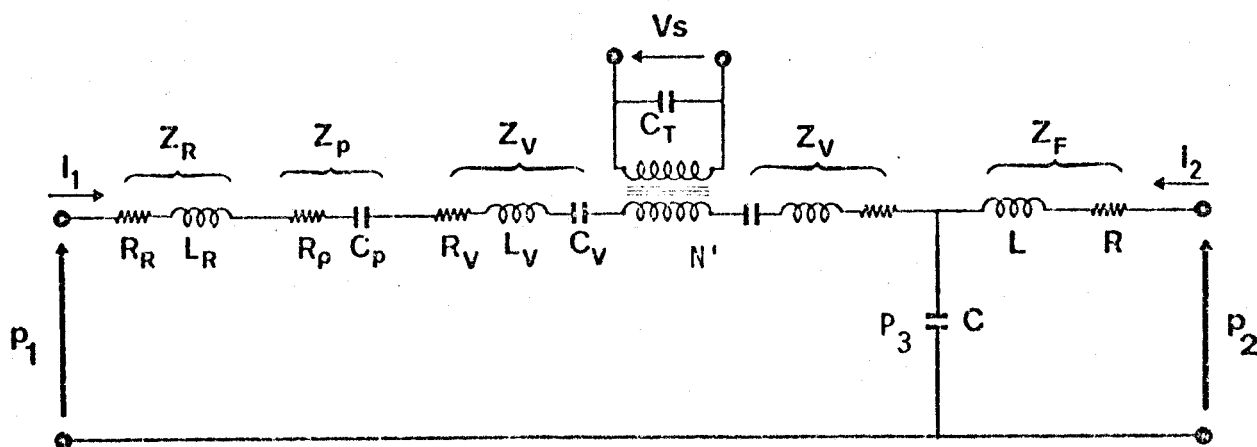 Vs
C_T
Z_R Z_p Z_V Z_V Z_F
I_1 I_2
R_R L_R R_p C_p R_V L_V C_V N' L R
p_1 p_3 C p_2